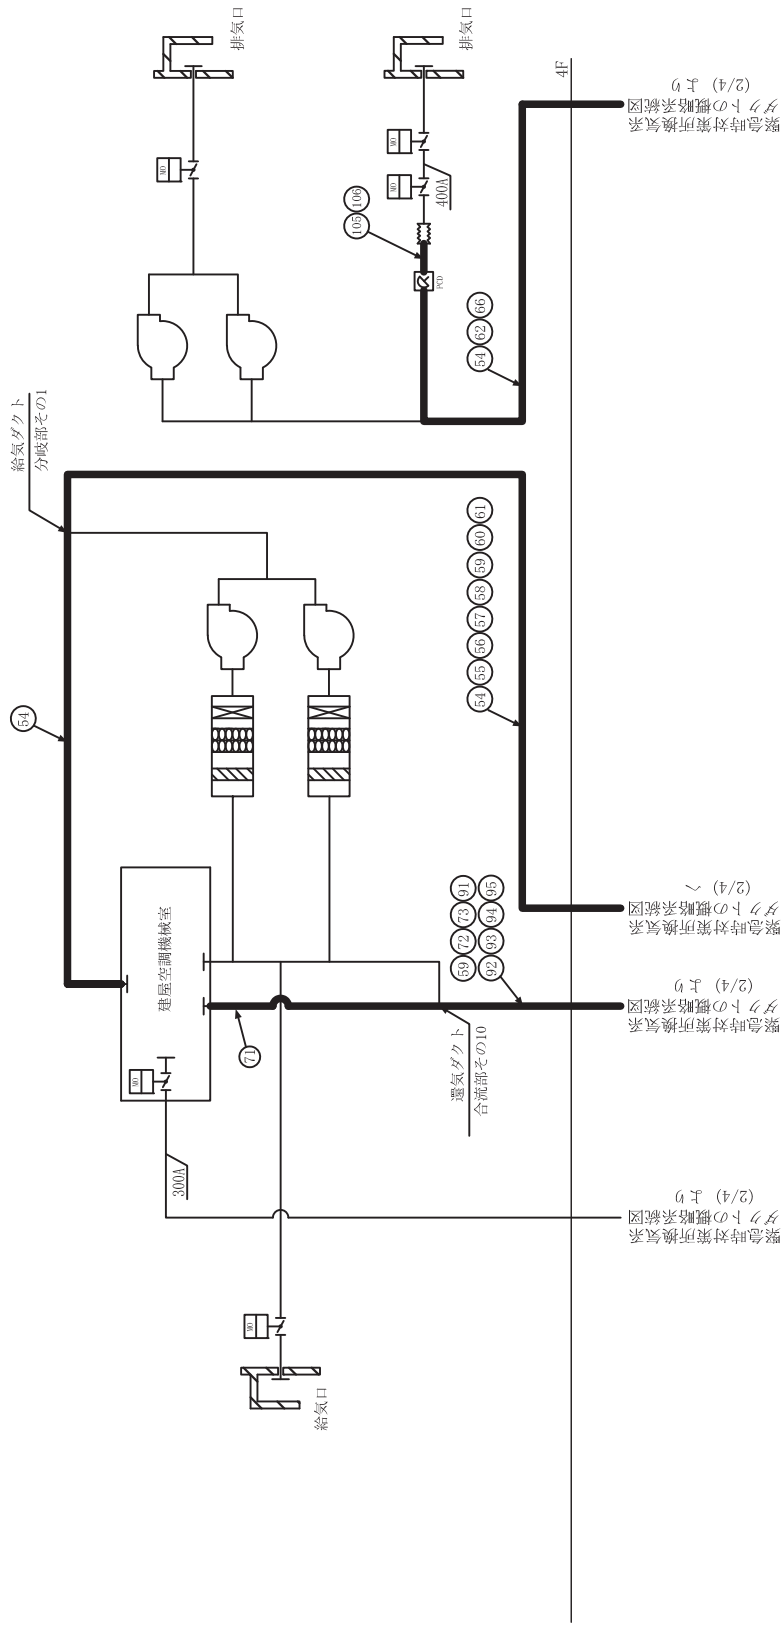 排気口
MO
排気口
MO
MO
400A
106
105
PCD
66
62
54
4F
緊急時対策所換気系
ダクトの概略系統図
(2/4) より
給気ダクト
分岐部その1
61
60
59
58
57
56
55
54
54
緊急時対策所換気系
ダクトの概略系統図
(2/4) へ
建屋空調機械室
91
73
72
59
95
94
93
92
71
還気ダクト
合流部その10
緊急時対策所換気系
ダクトの概略系統図
(2/4) より
MO
300A
緊急時対策所換気系
ダクトの概略系統図
(2/4) より
MO
給気口